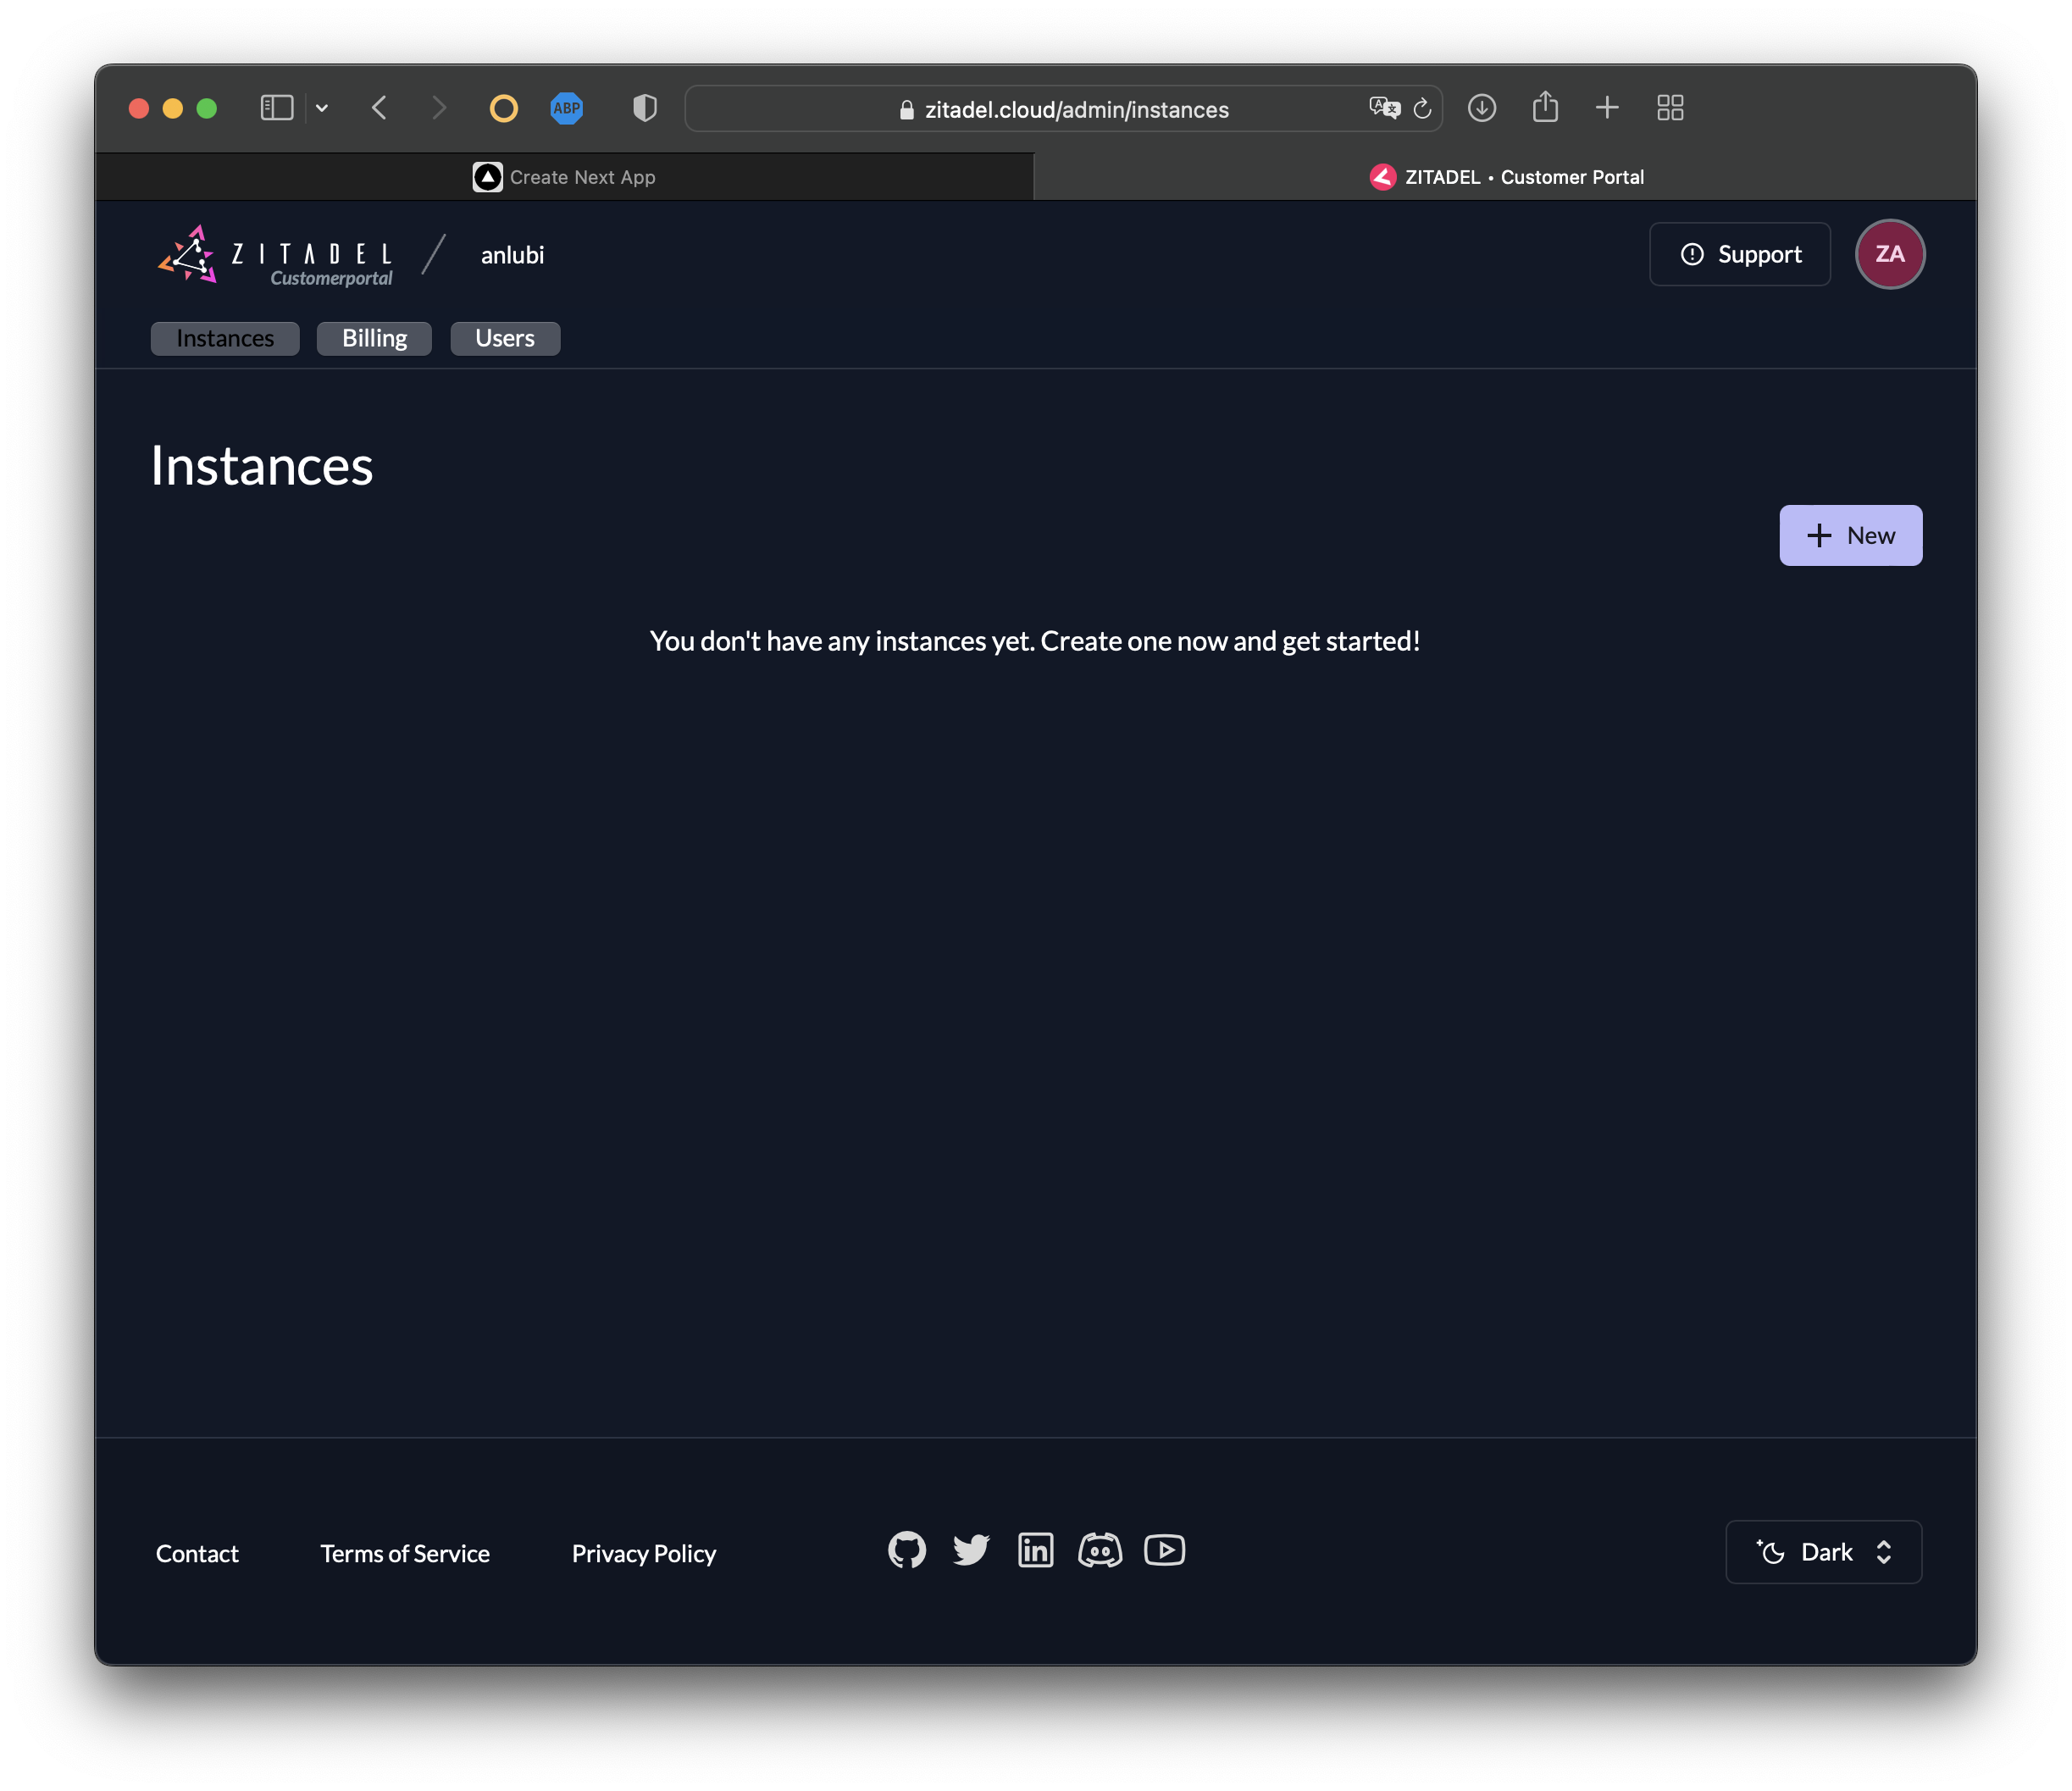 ABP
zitadel.cloud/admin/instances
Create Next App
ZITADEL • Customer Portal
ZITADEL
Customerportal
anlubi
Support
ZA
Instances
Billing
Users
Instances
+ New
You don't have any instances yet. Create one now and get started!
Contact
Terms of Service
Privacy Policy
in
Dark